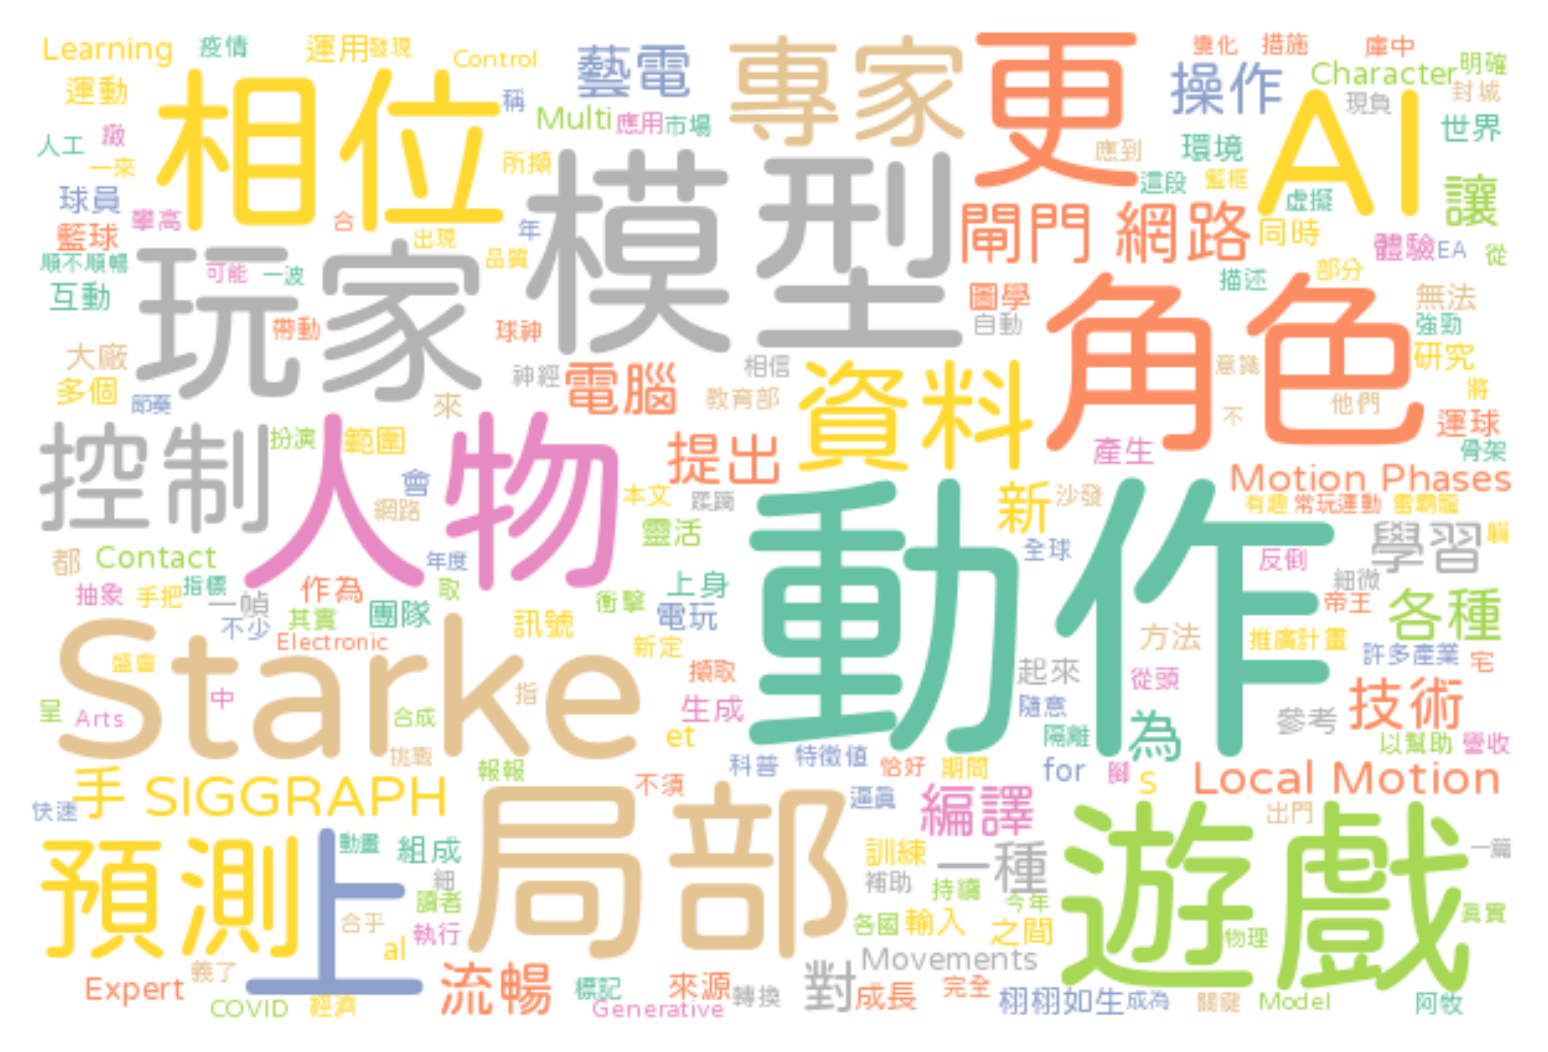 Learning 疫情 運用 發現 Control 藝電 專家 更 變化 措施 庫中
運動 相位 稱 Multi 應用 市場 操作 Character 明確
現負 封城 AI 世界
人工 緻 一來 所擷 模型 應到 環境 這段 籃框 虛擬 讓
球員 攀高 合 年 閘門 網路 同時
籃球 出現 品質 體驗 EA 從
順不順暢 可能 一波 玩家 描述 部分
互動 圖學 角色 無法
帶動 球神 自動 強勁
大廠 神經 電腦 相信 資料 意識 研究
多個 節奏 來 教育部 不 他們 將
控制 扮演 範圍 人物 提出 產生 運球 骨架
會 本文 蹂躪 新 沙發 Motion Phases
網路 靈活 動作 有趣 常玩運動 雷霸龍
都 Contact 年度 全球 反倒 學習 躺
抽象 手把 指標 作為 取 衝擊 上身 細微
一幀 其實 團隊 訊號 電玩 帝王 各種
不少 Electronic 新定 方法 推廣計畫
Starke 盛會 擷取 起來 許多產業 宅
中 指 生成 從頭 技術
呈 Arts 合成 et 隨意 為 參考
挑戰 科普 特徵值 隔離 以幫助 營收
手 SIGGRAPH 報報 不須 恰好 期間 for 腳 s Local Motion
快速 局部 逼真 編譯 出門
預測 上 動畫 組成 訓練 一種 遊戲 一篇
細 補助 持續 今年
讀者 合乎 執行 各國 輸入 之間 真實
al 物理
Expert 義了 流暢 Movements
標記 來源 轉換 對 成長 完全
COVID 經濟 Generative 栩栩如生 成為 關鍵 Model 阿牧